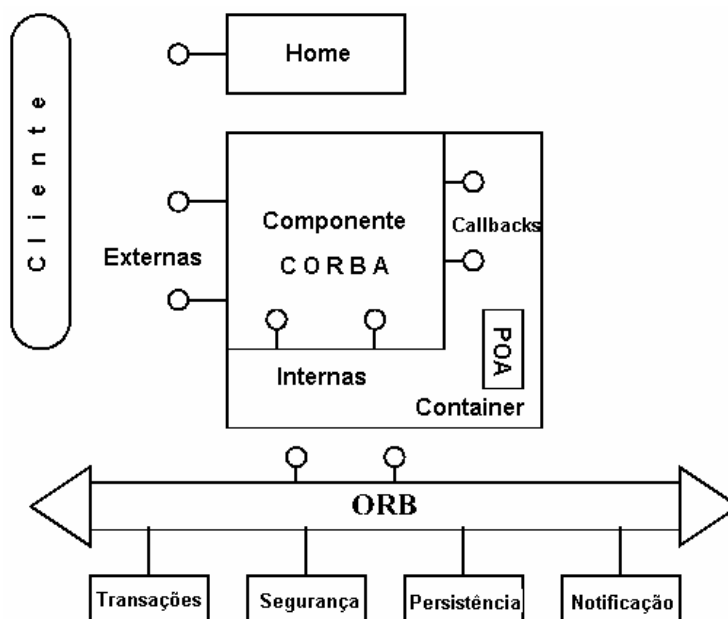 Cliente
Home
Componente
CORBA
Callbacks
Externas
Internas
POA
Container
ORB
Transações
Segurança
Persistência
Notificação